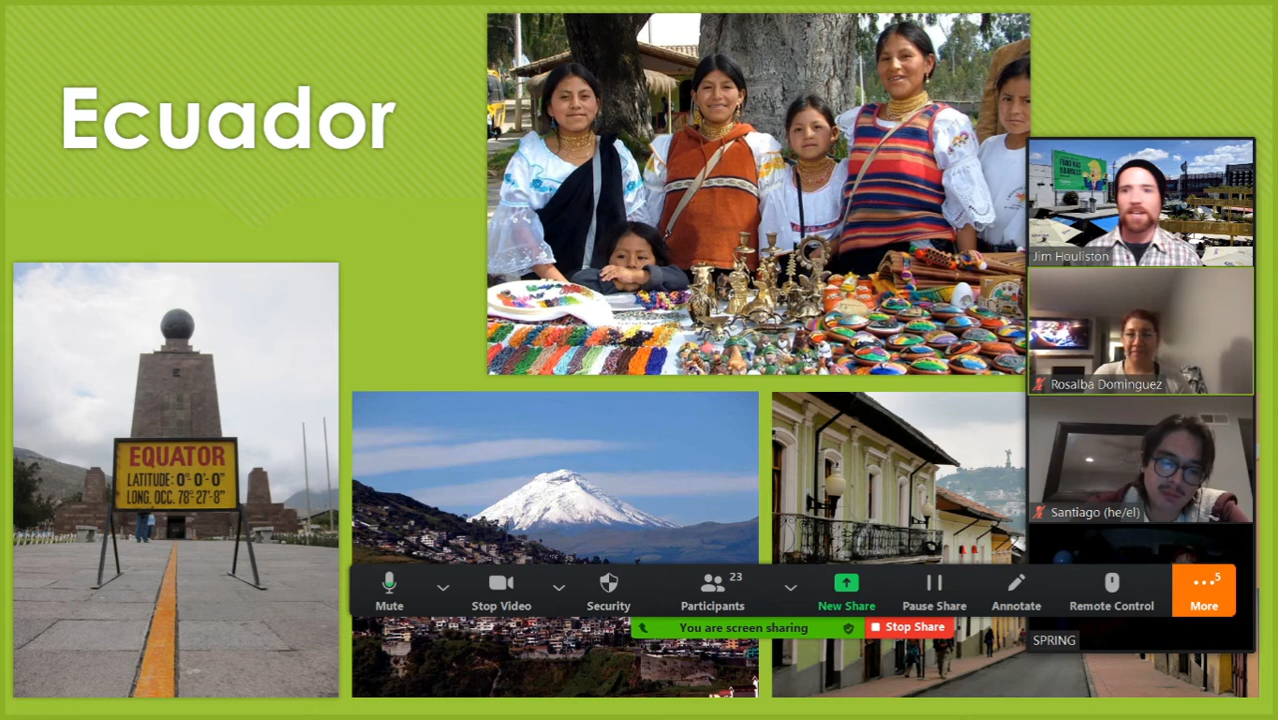 Ecuador
EQUATOR
LATITUDE: 0°-0'-0"
LONG. OCC. 78°-27'-8"
Jim Houliston
Rosalba Dominguez
Santiago (he/el)
SPRING
23
5
Mute
Stop Video
Security
Participants
New Share
Pause Share
Annotate
Remote Control
More
You are screen sharing
Stop Share